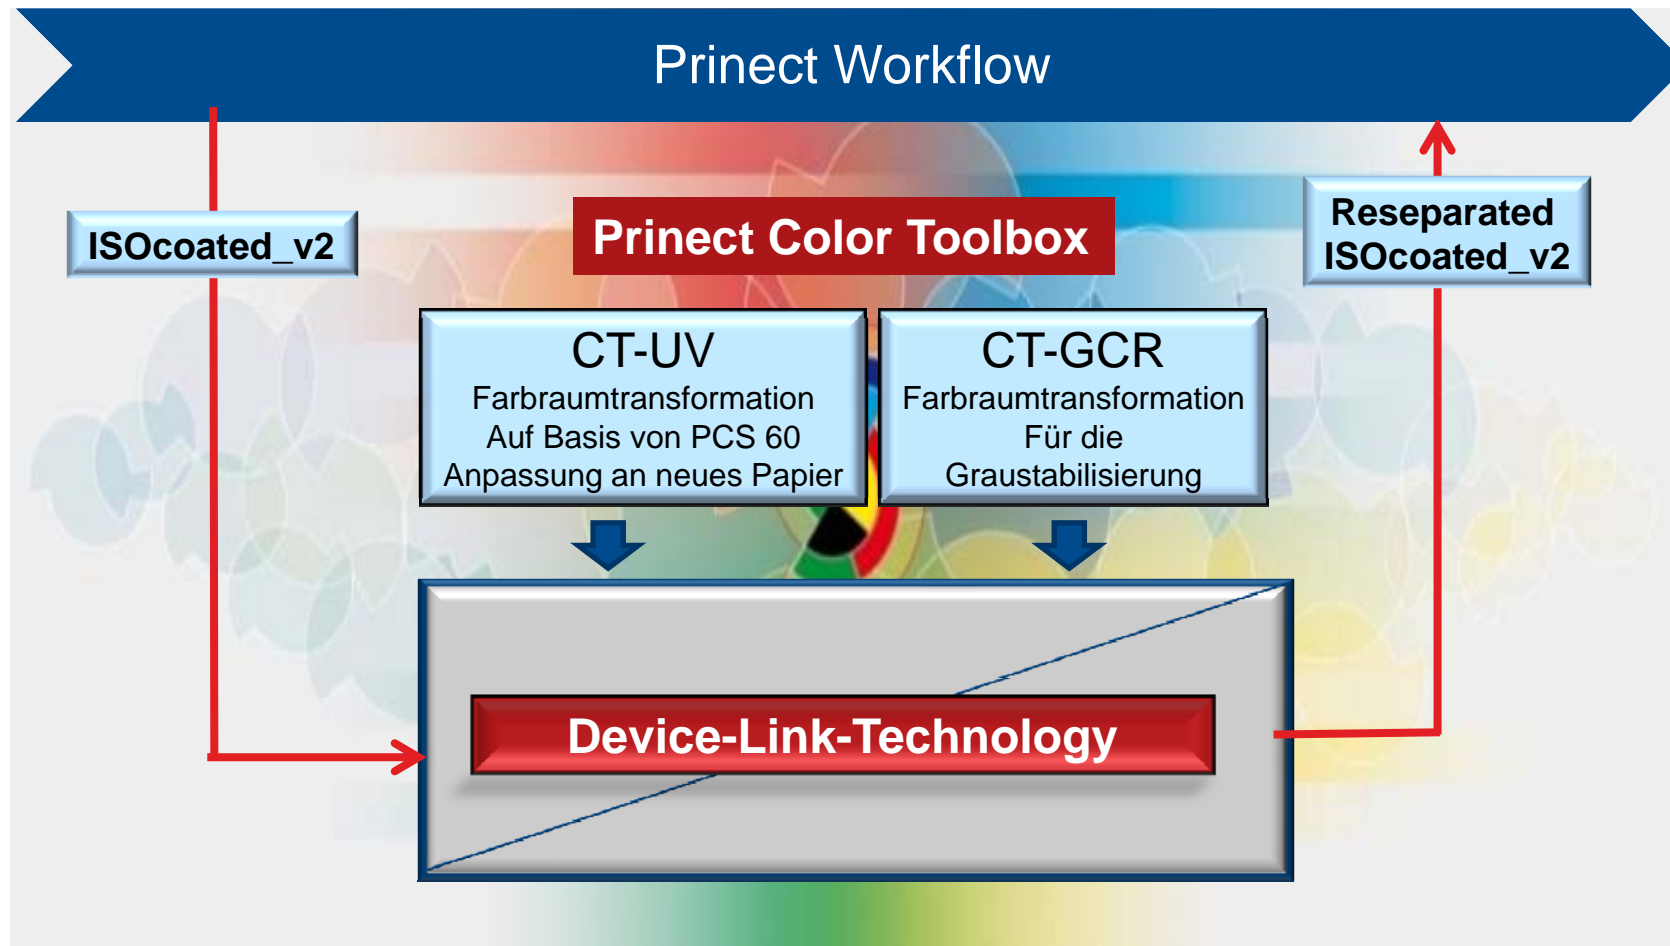 Prinect Workflow
ISOcoated_v2
Prinect Color Toolbox
Reseparated
ISOcoated_v2
CT-UV
Farbraumtransformation
Auf Basis von PCS 60
Anpassung an neues Papier
CT-GCR
Farbraumtransformation
Für die
Graustabilisierung
Device-Link-Technology